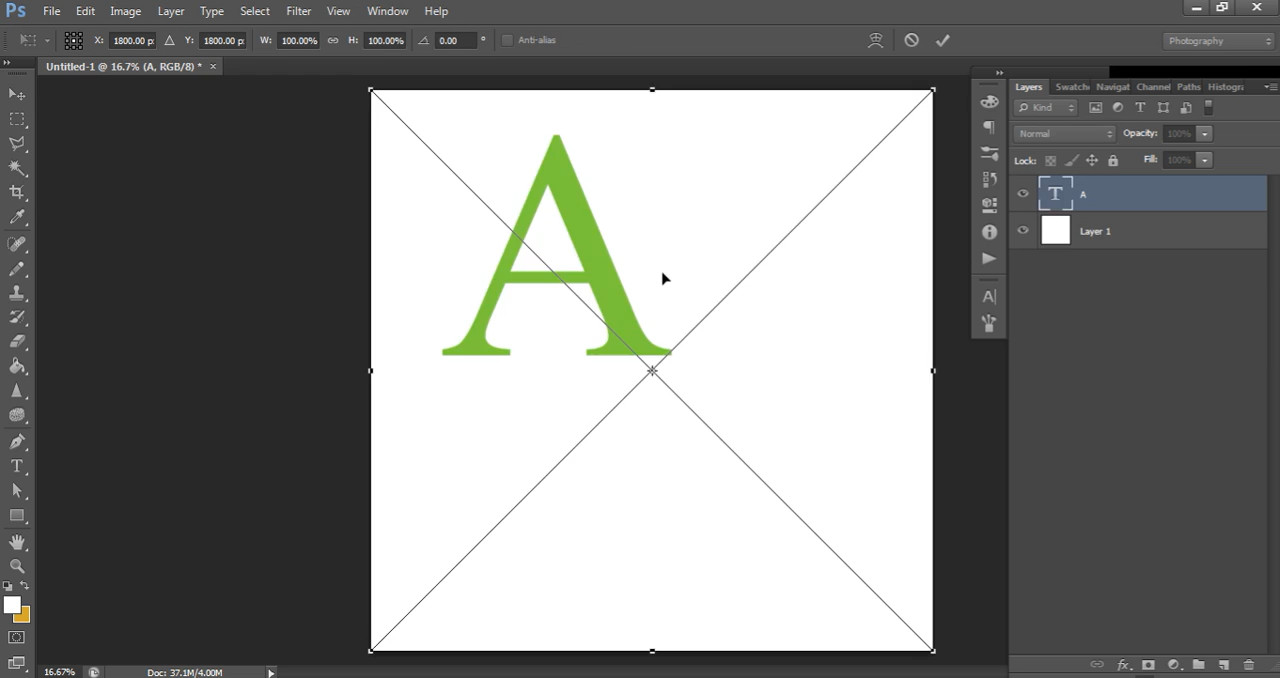 Ps File Edit Image Layer Type Select Filter View Window Help
X: 1800.00 p: Y: 1800.00 p: W: 100.00% H: 100.00% 0.00 ° Anti-alias Photography
Untitled-1 @ 16.7% (A, RGB/8) * ×
Layers Swatch Navigat Channel Paths Histogra
Kind
Normal Opacity: 100%
Lock: Fill: 100%
T A
Layer 1
A
16.67% Doc: 37.1M/4.00M